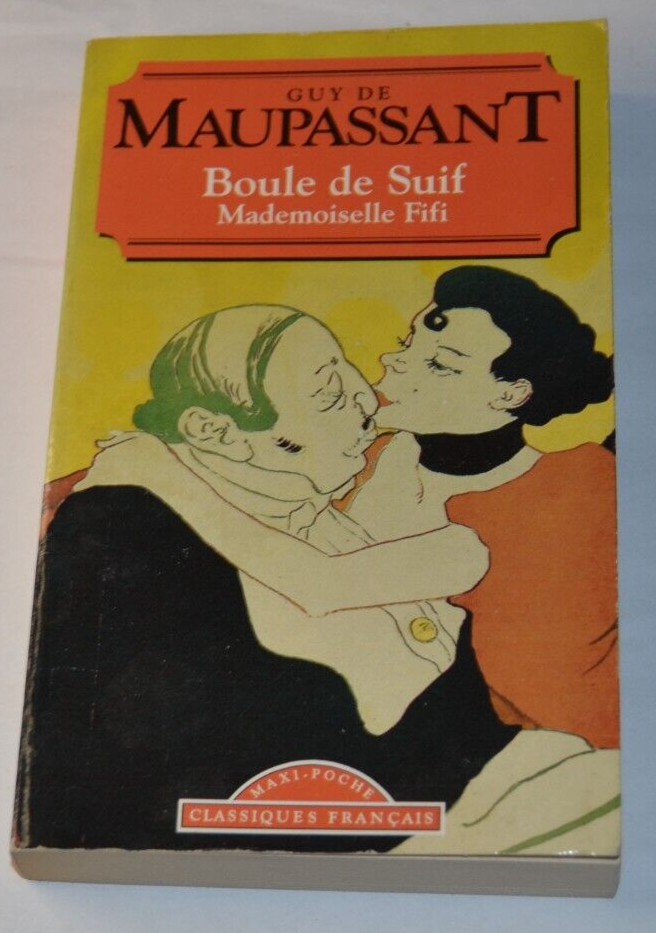 GUY DE
MAUPASSANT
Boule de Suif
Mademoiselle Fifi
MAXI-POCHE
CLASSIQUES FRANÇAIS